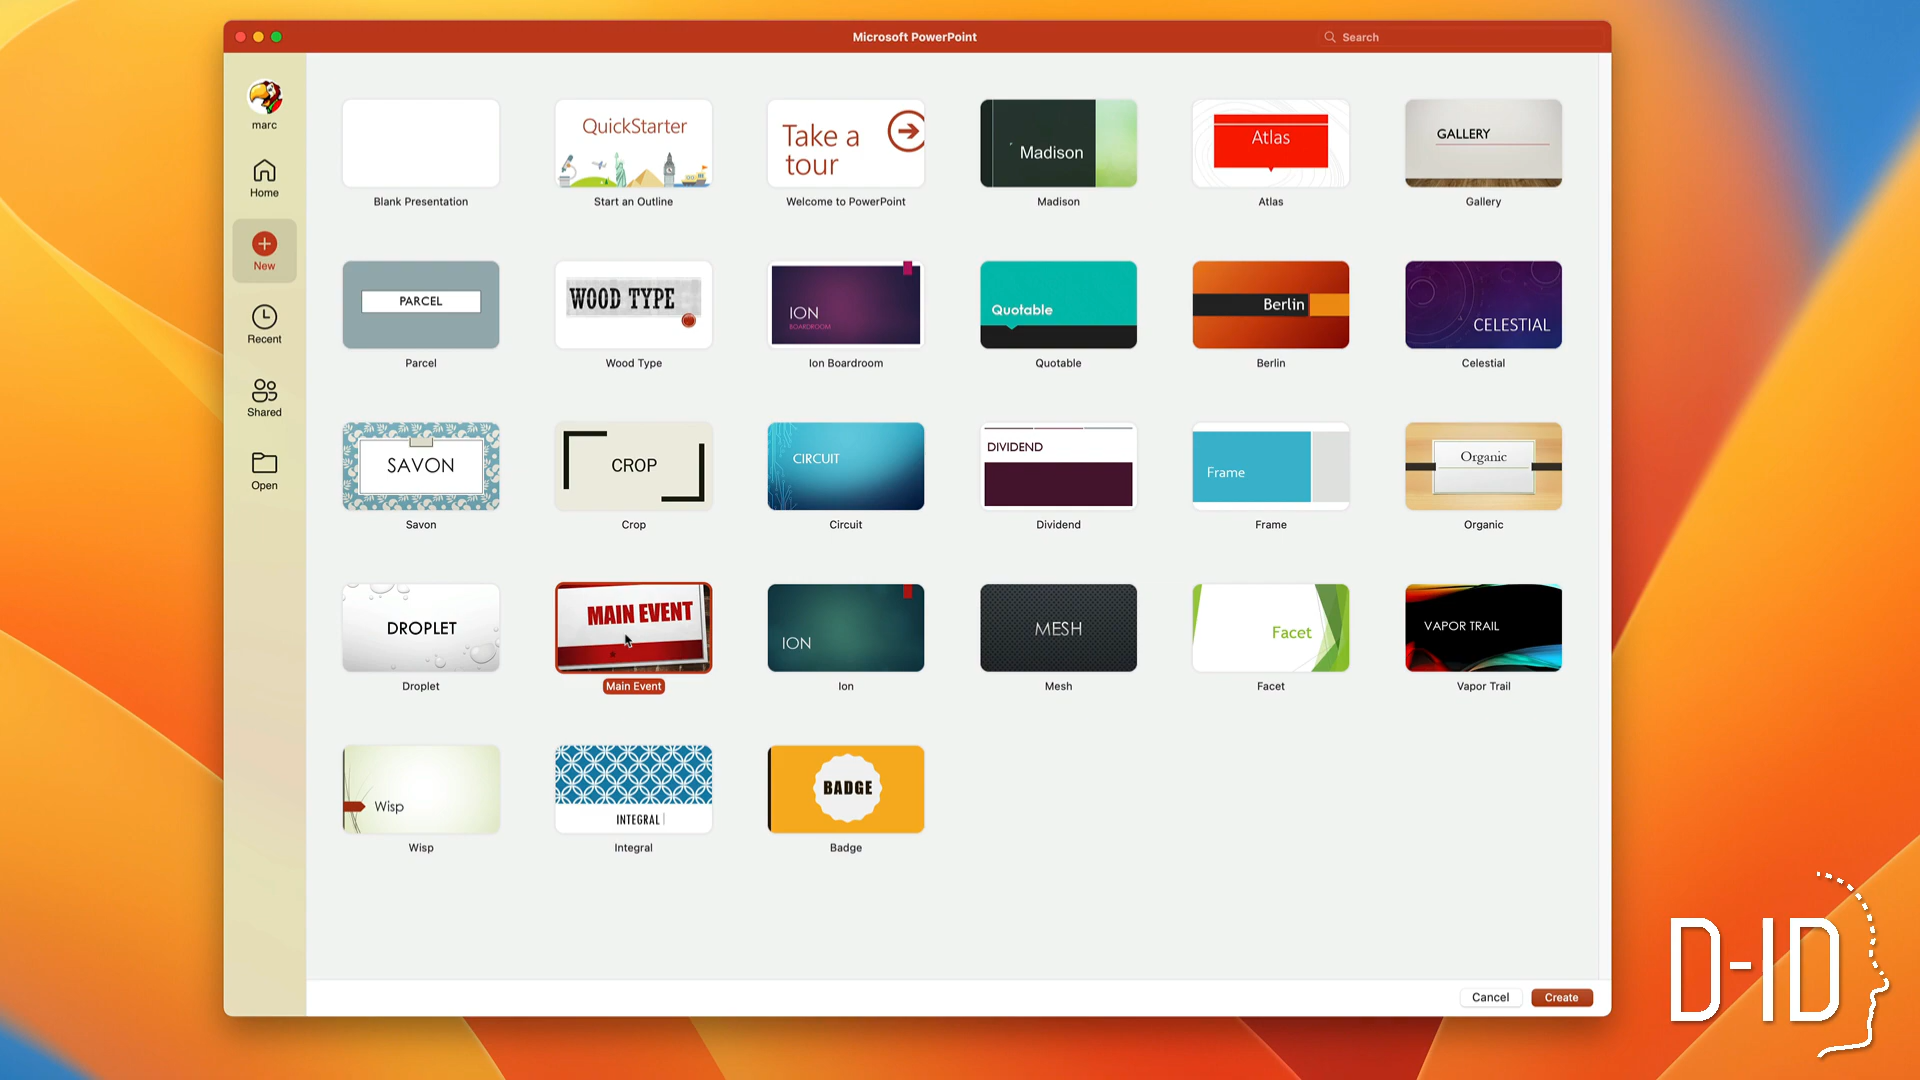 Microsoft PowerPoint
Search
marc
Home
New
Recent
Shared
Open
QuickStarter
Take a
tour
Madison
Atlas
GALLERY
Blank Presentation
Start an Outline
Welcome to PowerPoint
Madison
Atlas
Gallery
PARCEL
WOOD TYPE
ION
BOARDROOM
Quotable
Berlin
CELESTIAL
Parcel
Wood Type
Ion Boardroom
Quotable
Berlin
Celestial
SAVON
CROP
CIRCUIT
DIVIDEND
Frame
Organic
Savon
Crop
Circuit
Dividend
Frame
Organic
DROPLET
MAIN EVENT
ION
MESH
Facet
VAPOR TRAIL
Droplet
Main Event
Ion
Mesh
Facet
Vapor Trail
Wisp
INTEGRAL
BADGE
Wisp
Integral
Badge
Cancel
Create
D-ID